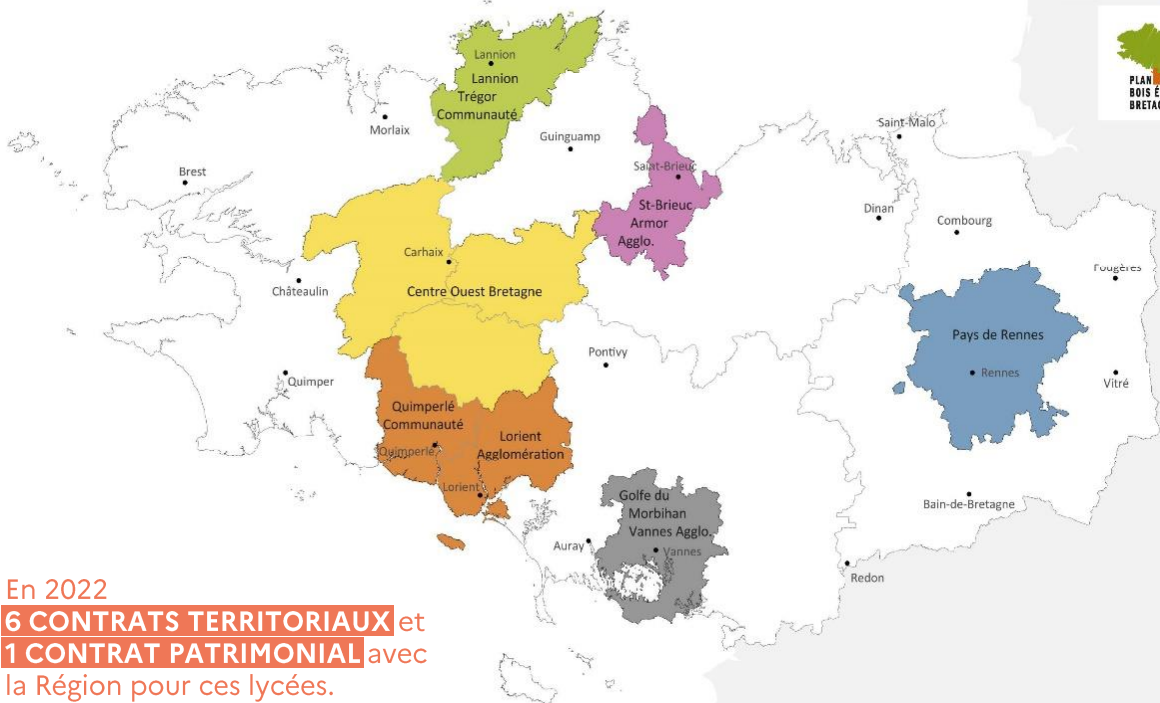 Lannion
Lannion
Trégor
Communauté
Morlaix
Guinguamp
Saint-Malo
PLAN
BOIS É
BRETAG
Brest
Saint-Brieuc
St-Brieuc
Armor
Agglo.
Dinan
Combourg
Carhaix
Fougères
Châteaulin
Centre Ouest Bretagne
Pays de Rennes
Pontivy
Rennes
Quimper
Vitré
Quimperlé
Communauté
Lorient
Agglomération
Quimperlé
Lorient
Golfe du
Morbihan
Vannes Agglo.
Bain-de-Bretagne
Auray
Vannes
Redon
En 2022
6 CONTRATS TERRITORIAUX et
1 CONTRAT PATRIMONIAL avec
la Région pour ces lycées.